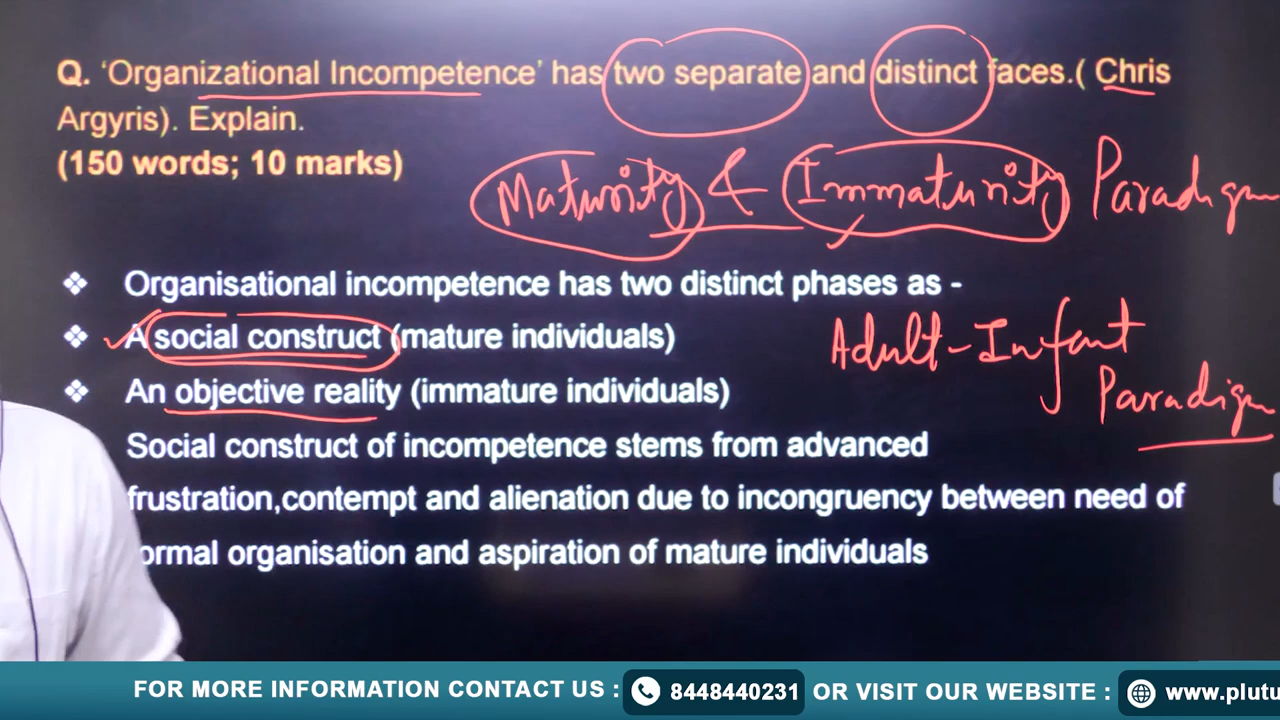 Q. ‘Organizational Incompetence’ has two separate and distinct faces.( Chris
Argyris). Explain.
(150 words; 10 marks)
Maturity & Immaturity Paradigm
❖ Organisational incompetence has two distinct phases as -
❖ A social construct (mature individuals)
❖ An objective reality (immature individuals)
Adult-Infant
Paradigm
Social construct of incompetence stems from advanced
frustration,contempt and alienation due to incongruency between need of
ormal organisation and aspiration of mature individuals
FOR MORE INFORMATION CONTACT US : 8448440231 OR VISIT OUR WEBSITE : www.plutu